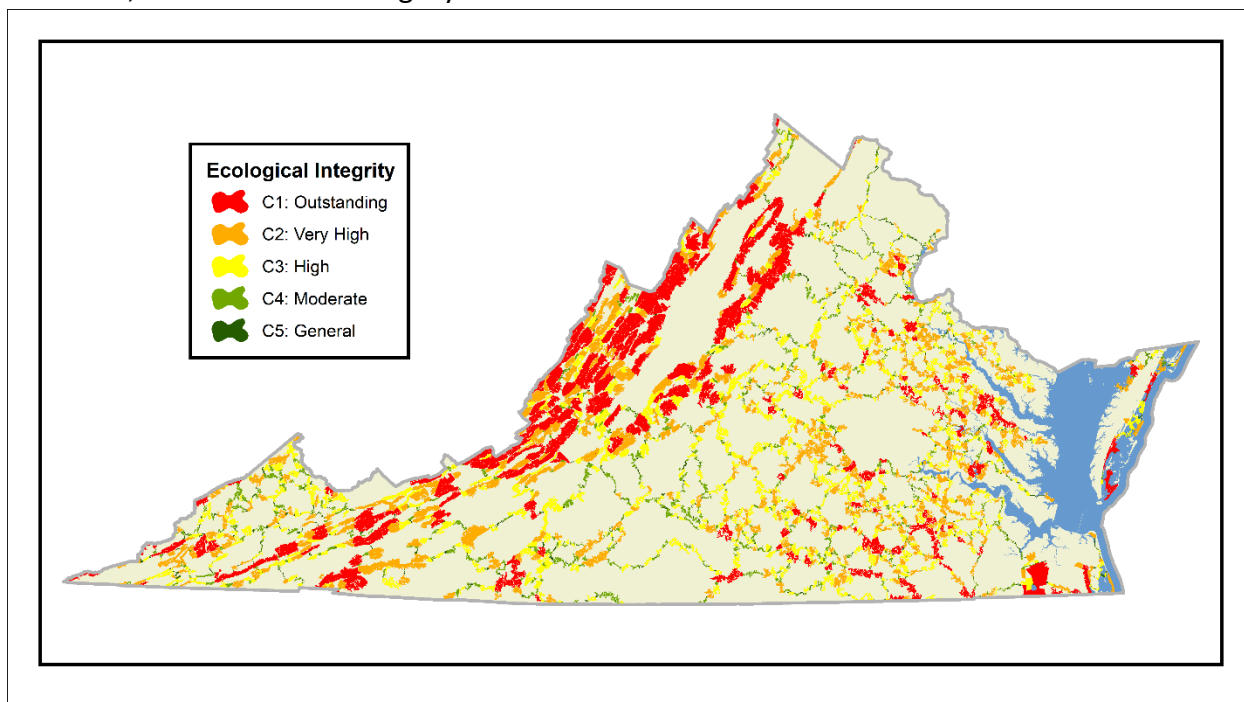 Ecological Integrity
C1: Outstanding
C2: Very High
C3: High
C4: Moderate
C5: General